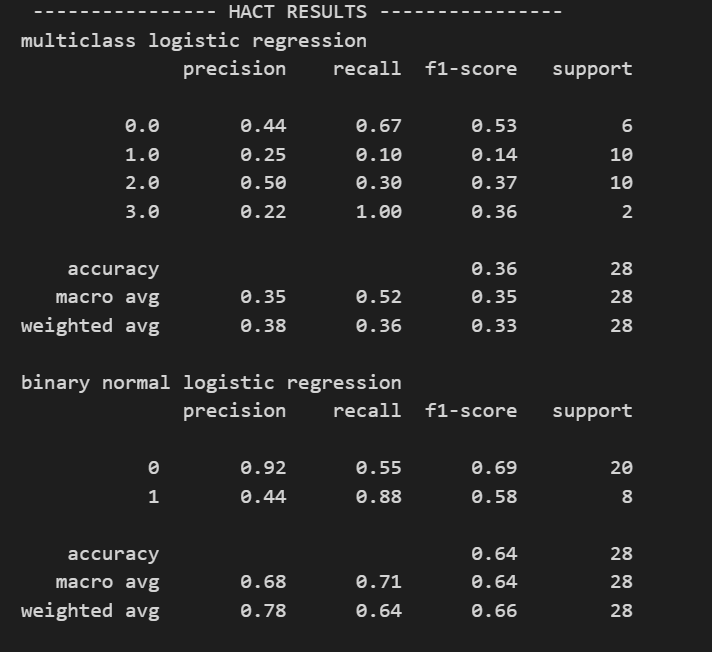 ---------------- HACT RESULTS ----------------
multiclass logistic regression
precision recall f1-score support
0.0 0.44 0.67 0.53 6
1.0 0.25 0.10 0.14 10
2.0 0.50 0.30 0.37 10
3.0 0.22 1.00 0.36 2
accuracy 0.36 28
macro avg 0.35 0.52 0.35 28
weighted avg 0.38 0.36 0.33 28
binary normal logistic regression
precision recall f1-score support
0 0.92 0.55 0.69 20
1 0.44 0.88 0.58 8
accuracy 0.64 28
macro avg 0.68 0.71 0.64 28
weighted avg 0.78 0.64 0.66 28